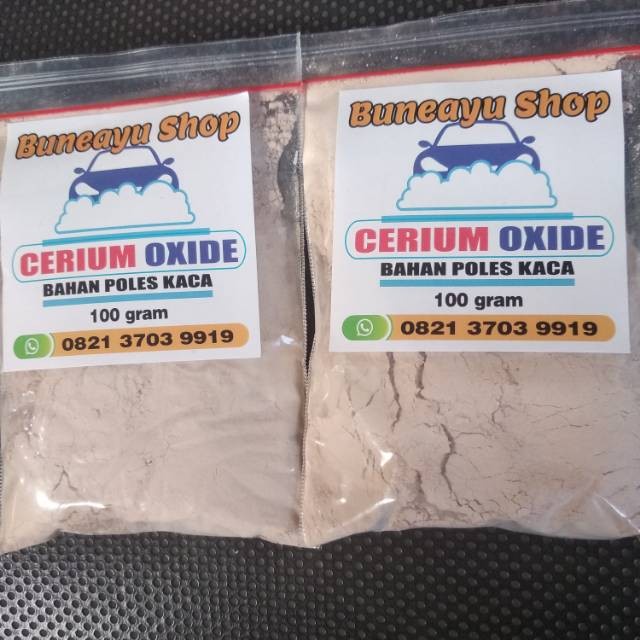 Buneayu Shop
CERIUM OXIDE
BAHAN POLES KACA
100 gram
0821 3703 9919
Buneayu Shop
CERIUM OXIDE
BAHAN POLES KACA
100 gram
0821 3703 9919